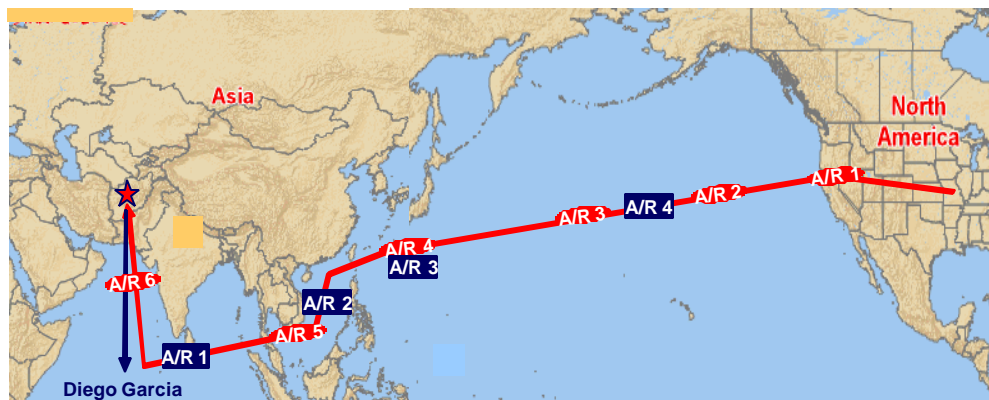 Asia
North
America
A/R 1
A/R 2
A/R 4
A/R 3
A/R 4
A/R 3
A/R 6
A/R 2
A/R 5
A/R 1
Diego Garcia